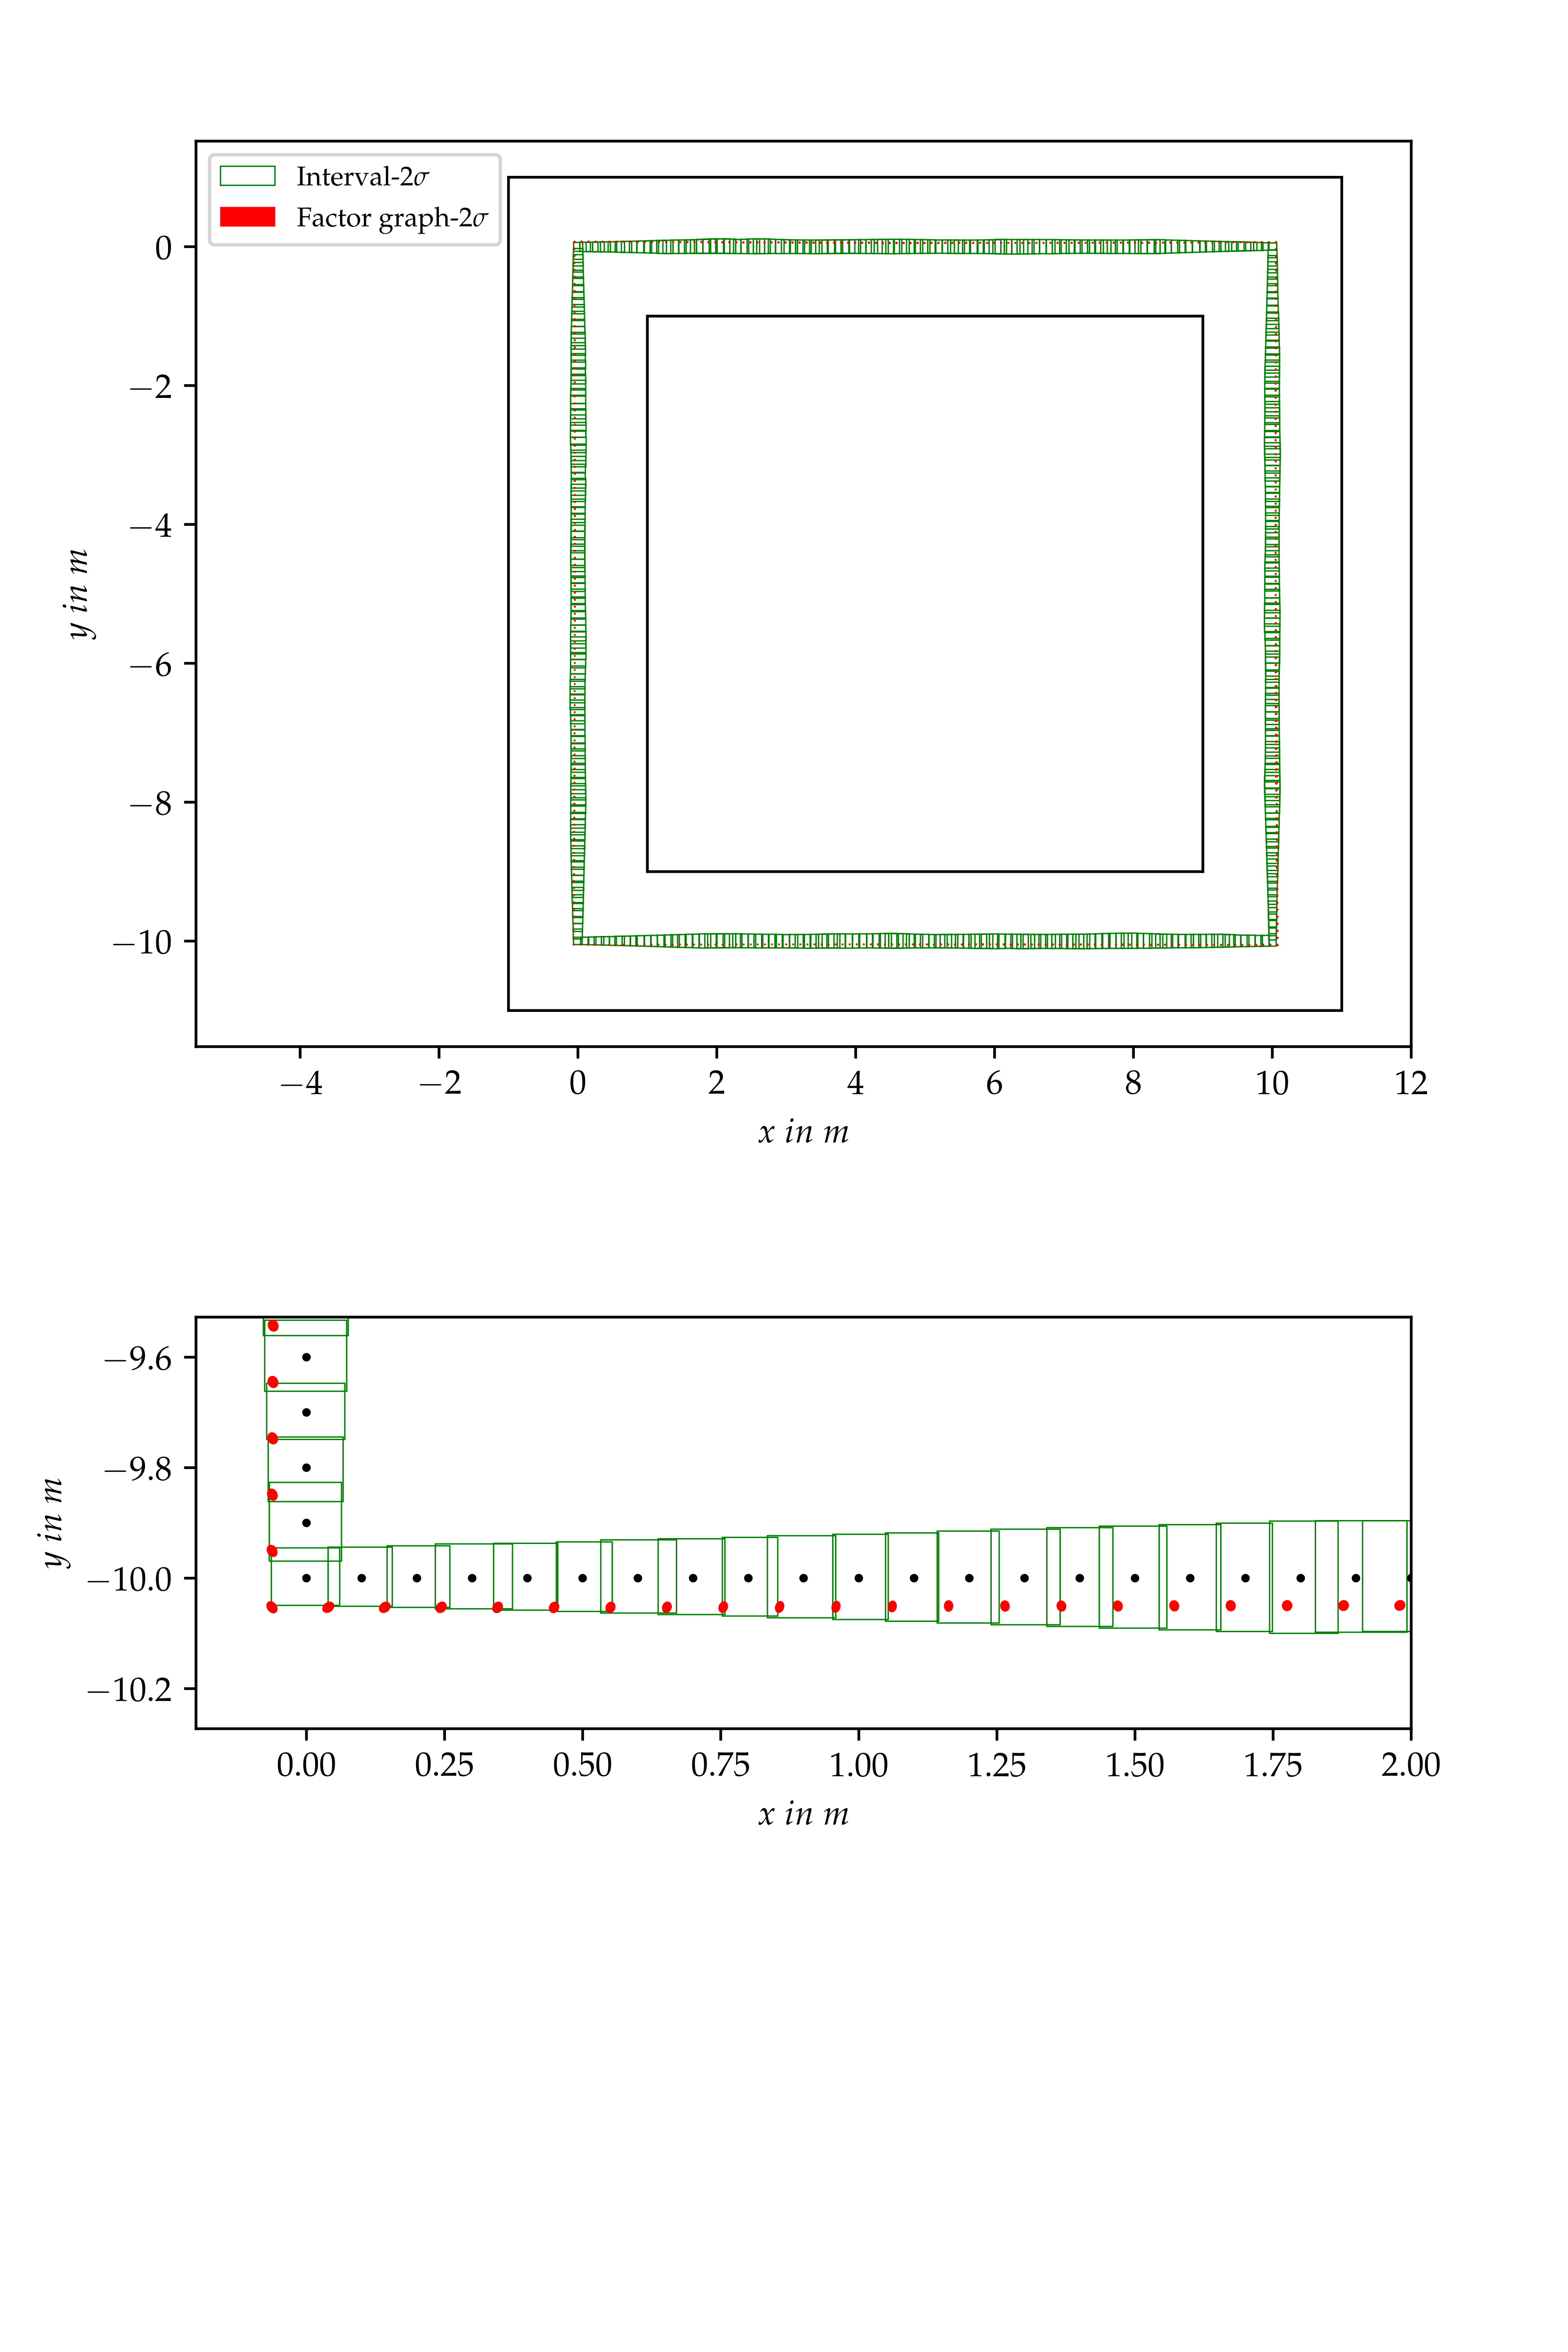 Interval-2σ
Factor graph-2σ
0
−2
−4
−6
−8
−10
y in m
−4 −2 0 2 4 6 8 10 12
x in m
−9.6
−9.8
−10.0
−10.2
y in m
0.00 0.25 0.50 0.75 1.00 1.25 1.50 1.75 2.00
x in m